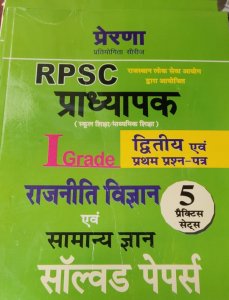 प्रेरणा
प्रतियोगिता सीरीज
RPSC राजस्थान लोक सेवा आयोग
द्वारा आयोजित
प्राध्यापक
( स्कूल शिक्षा/माध्यमिक शिक्षा )
I Grade द्वितीय एवं
प्रथम प्रश्न-पत्र
राजनीति विज्ञान
एवं
सामान्य ज्ञान
5
प्रैक्टिस
सेट्स
सॉल्वड पेपर्स